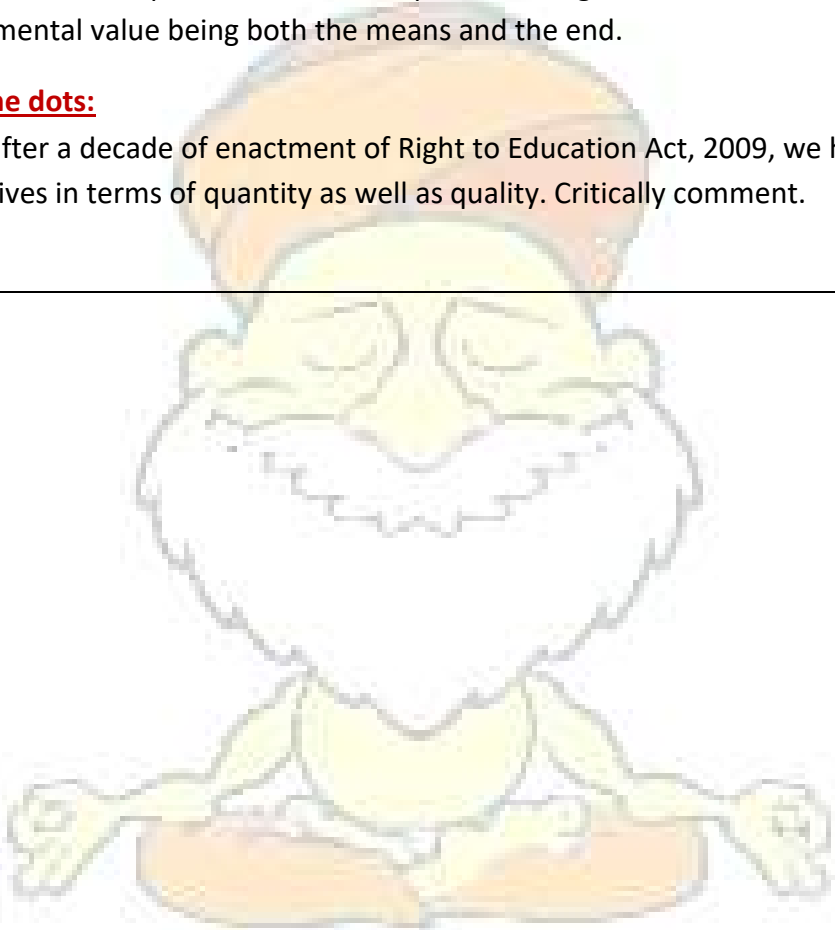 mental value being both the means and the end.
ne dots:
fter a decade of enactment of Right to Education Act, 2009, we h
ives in terms of quantity as well as quality. Critically comment.